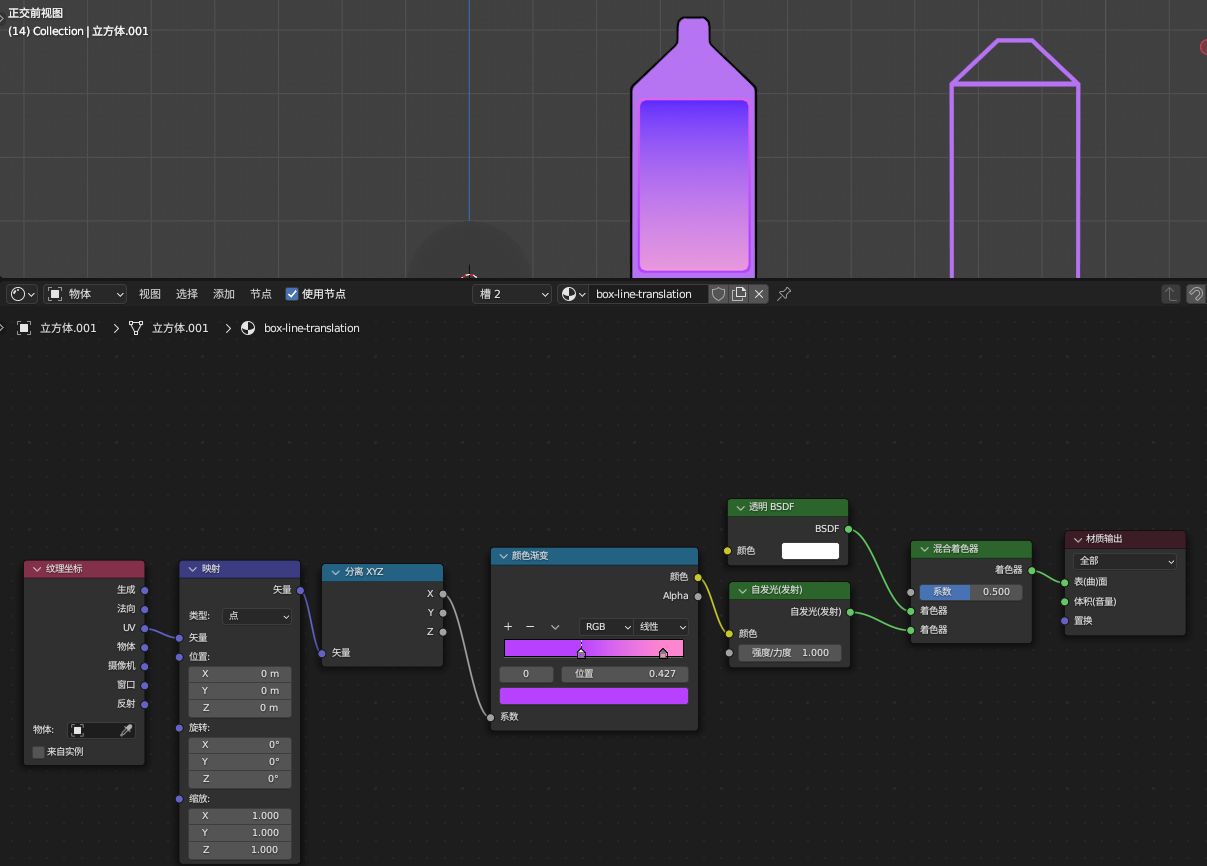 正交前视图
(14) Collection | 立方体.001
物体
视图
选择
添加
节点
使用节点
槽 2
box-line-translation
立方体.001
立方体.001
box-line-translation
纹理坐标
生成
法向
UV
物体
摄像机
窗口
反射
物体:
来自实例
映射
矢量
类型:
点
矢量
位置:
X 0 m
Y 0 m
Z 0 m
旋转:
X 0°
Y 0°
Z 0°
缩放:
X 1.000
Y 1.000
Z 1.000
分离 XYZ
X
Y
Z
矢量
颜色渐变
颜色
Alpha
RGB
线性
0
位置 0.427
系数
透明 BSDF
BSDF
颜色
自发光(发射)
自发光(发射)
颜色
强度/力度 1.000
混合着色器
着色器
系数 0.500
着色器
着色器
材质输出
全部
表(曲)面
体积(音量)
置换